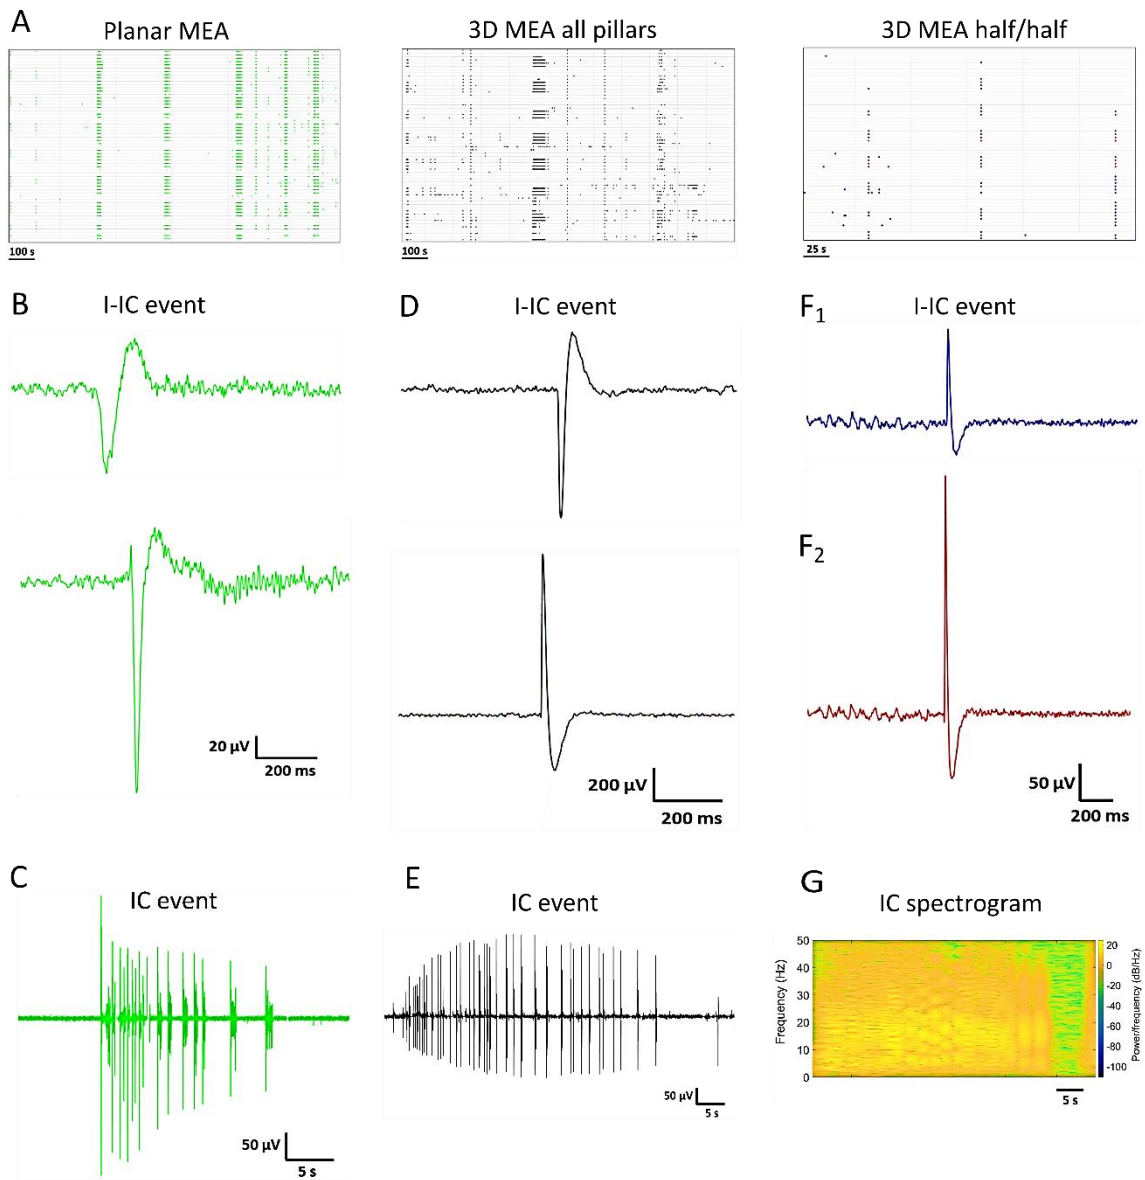 A
Planar MEA
3D MEA all pillars
3D MEA half/half
100 s
100 s
25 s
B
I-IC event
D
I-IC event
F1
I-IC event
F2
20 µV
200 ms
200 µV
200 ms
50 µV
200 ms
C
IC event
E
IC event
G
IC spectrogram
50 µV
5 s
50 µV
5 s
Frequency (Hz)
50
40
30
20
10
0
20
0
-20
-40
-60
-80
-100
Power/frequency (dB/Hz)
5 s